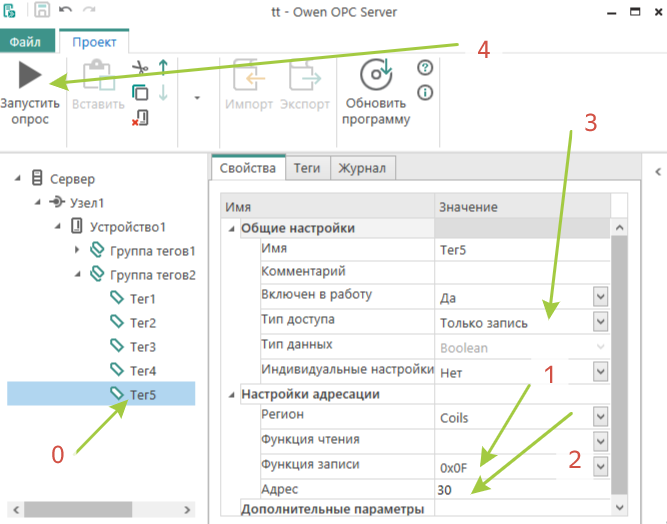 tt - Owen OPC Server
Файл
Проект
4
Запустить опрос
Вставить
Импорт
Экспорт
Обновить программу
3
Сервер
Узел1
Устройство1
Группа тегов1
Группа тегов2
Тег1
Тег2
Тег3
Тег4
Тег5
0
Свойства
Теги
Журнал
Имя Значение
Общие настройки
Имя Тег5
Комментарий
Включен в работу Да
Тип доступа Только запись
Тип данных Boolean
Индивидуальные настройки Нет
1
Настройки адресации
Регион Coils
Функция чтения
Функция записи 0x0F
2
Адрес 30
Дополнительные параметры